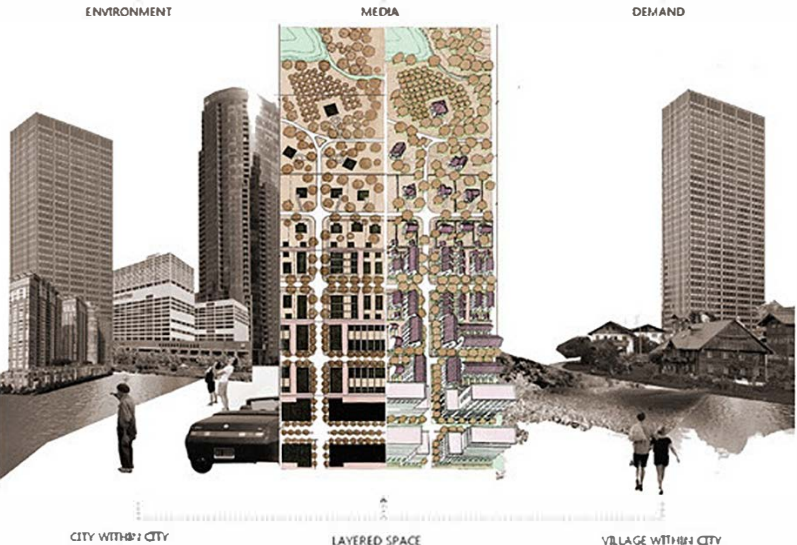 ENVIRONMENT
MEDIA
DEMAND
CITY WITHIN CITY
LAYERED SPACE
VILLAGE WITHIN CITY